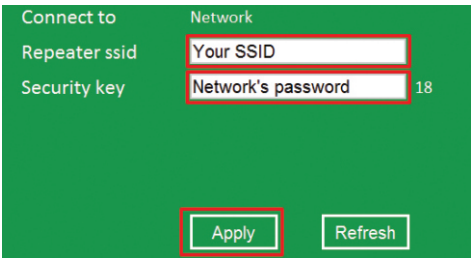 Connect to Network
Repeater ssid Your SSID
Security key Network's password 18
Apply Refresh